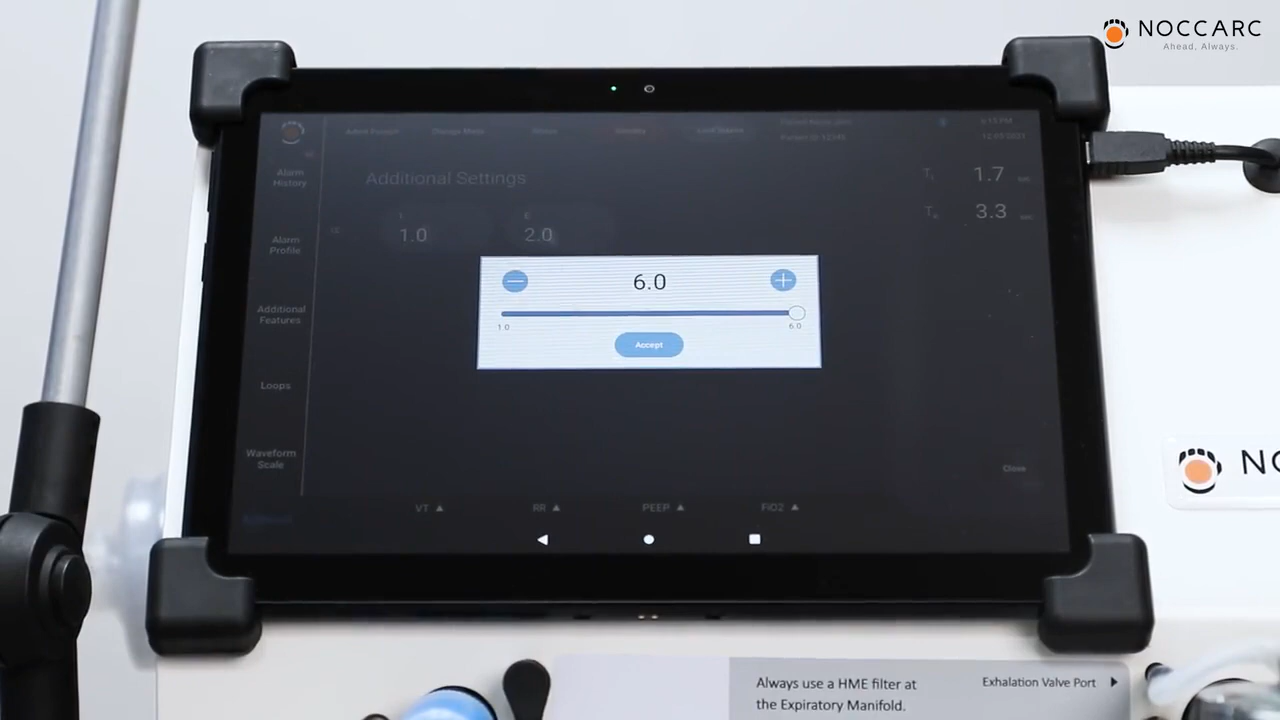 NOCCARC
Ahead. Always.
Alarm
History
Alarm
Profile
Additional
Features
Loops
Waveform
Scale
Additional Settings
I
E
1.0
2.0
1.7
3.3
6.0
1.0
6.0
Accept
Close
VT
RR
PEEP
FiO2
NO
Always use a HME filter at
the Expiratory Manifold.
Exhalation Valve Port